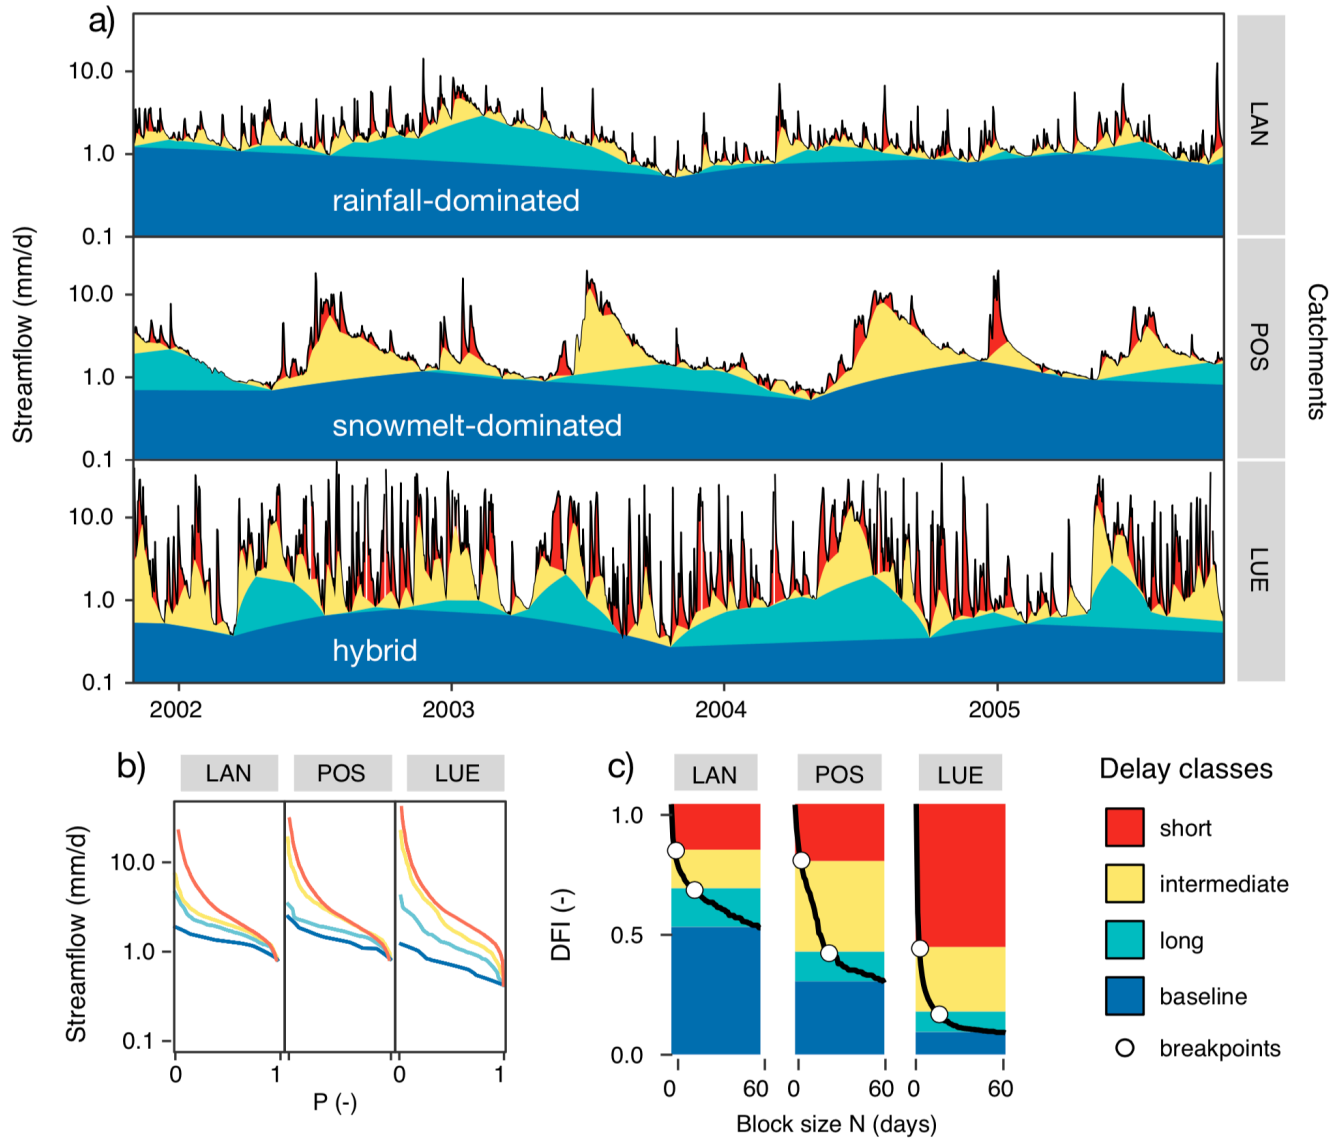 a)
10.0
1.0
0.1
rainfall-dominated
LAN
10.0
1.0
0.1
snowmelt-dominated
POS
10.0
1.0
0.1
hybrid
LUE
Streamflow (mm/d)
Catchments
2002 2003 2004 2005
b)
LAN POS LUE
Streamflow (mm/d)
10.0
1.0
0.1
0 1 0 1
P (-)
c)
LAN POS LUE
DFI (-)
1.0
0.5
0.0
0 60 0 60 0 60
Block size N (days)
Delay classes
short
intermediate
long
baseline
breakpoints